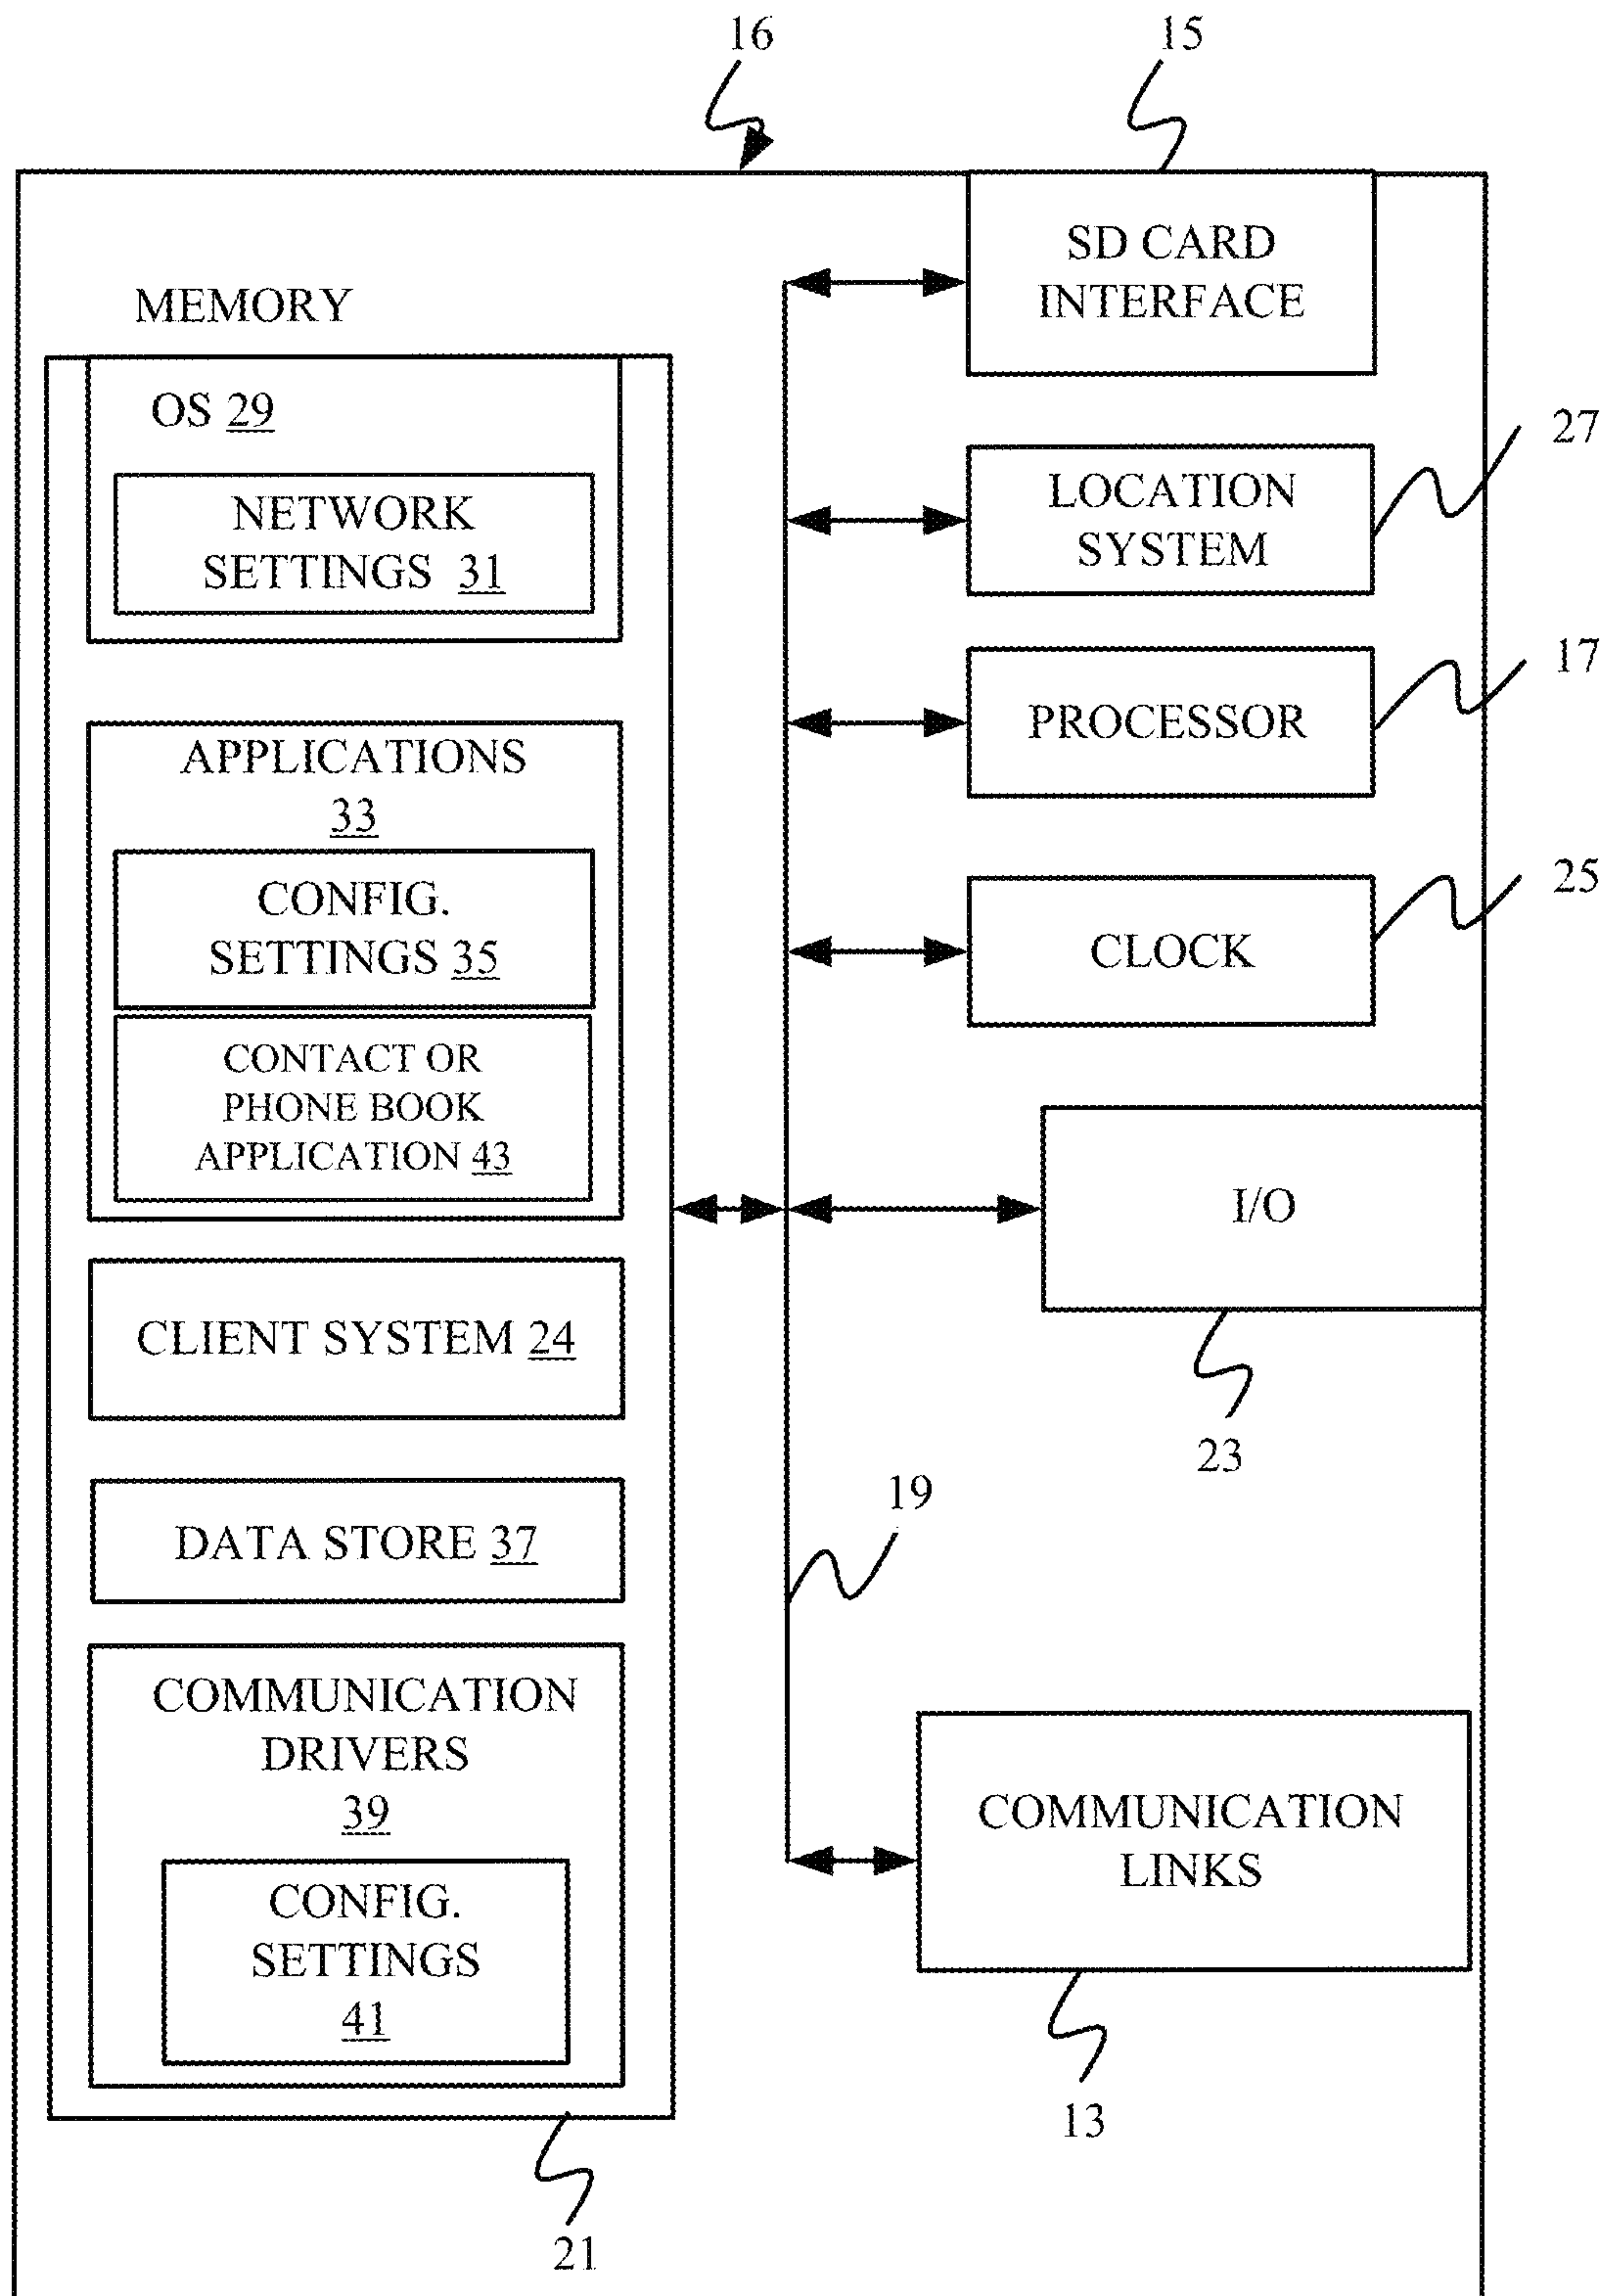 16
15
SD CARD
INTERFACE
MEMORY
OS 29
NETWORK
SETTINGS 31
27
LOCATION
SYSTEM
17
PROCESSOR
APPLICATIONS
33
CONFIG.
SETTINGS 35
25
CLOCK
CONTACT OR
PHONE BOOK
APPLICATION 43
I/O
23
CLIENT SYSTEM 24
19
DATA STORE 37
COMMUNICATION
DRIVERS
39
CONFIG.
SETTINGS
41
COMMUNICATION
LINKS
13
21